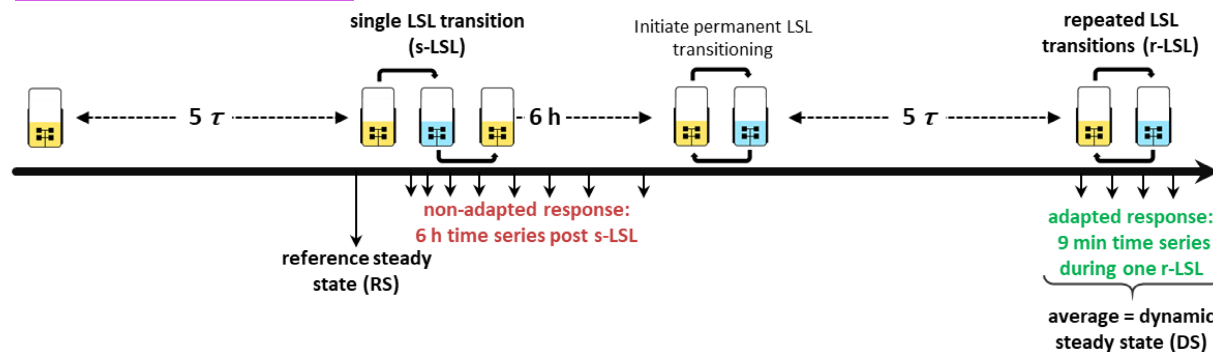 single LSL transition
(s-LSL)
Initiate permanent LSL
transitioning
repeated LSL
transitions (r-LSL)
5 τ
6 h
5 τ
non-adapted response:
6 h time series post s-LSL
reference steady
state (RS)
adapted response:
9 min time series
during one r-LSL
average = dynamic
steady state (DS)